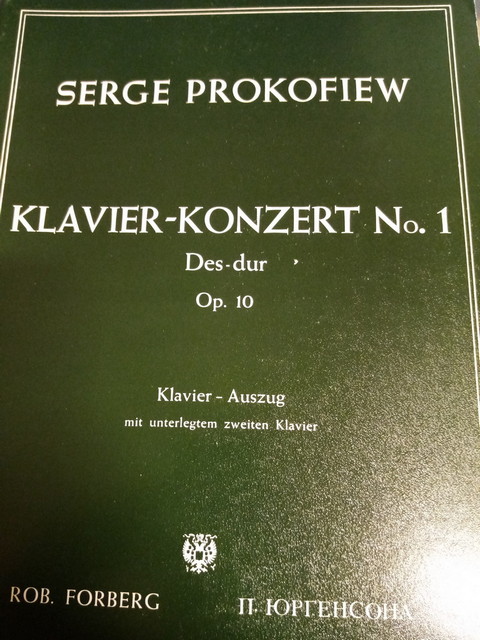 SERGE PROKOFIEW
KLAVIER-KONZERT No. 1
Des-dur
Op. 10
Klavier - Auszug
mit unterlegtem zweiten Klavier
ROB. FORBERG
П. ЮРГЕНСОНА